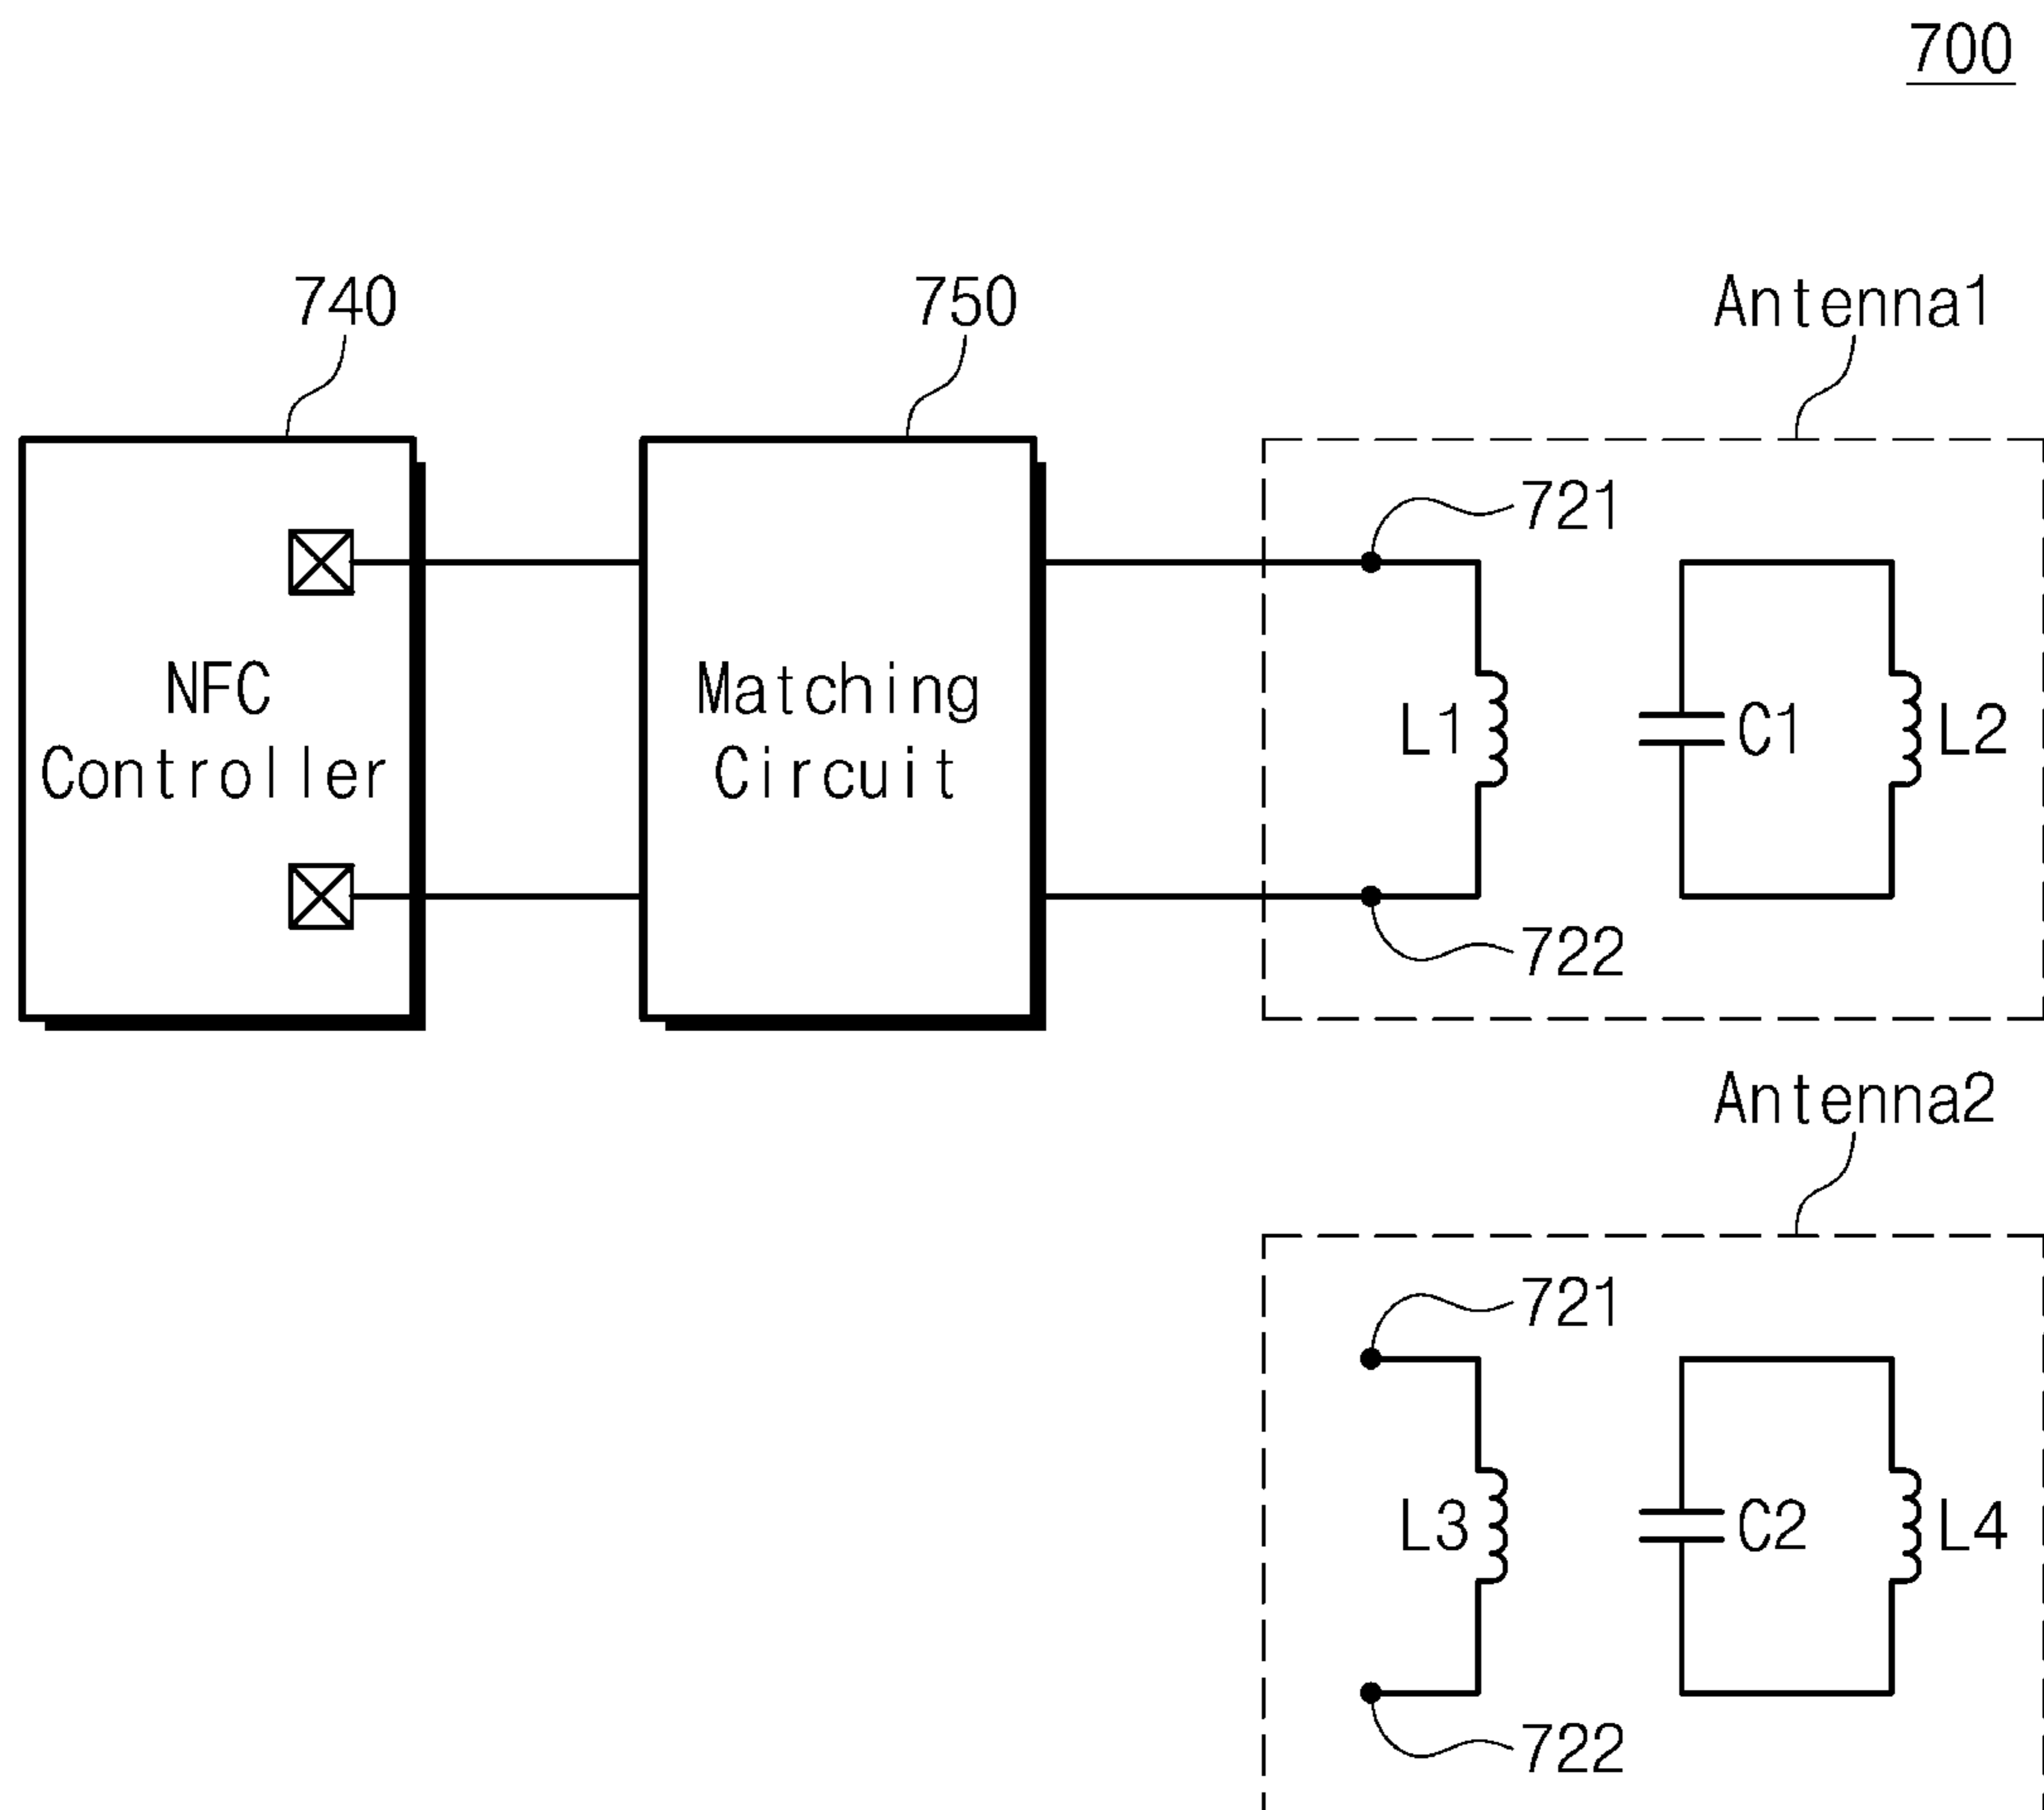 700
740
750
Antenna1
721
NFC
Controller
Matching
Circuit
L1
C1
L2
722
Antenna2
721
L3
C2
L4
722